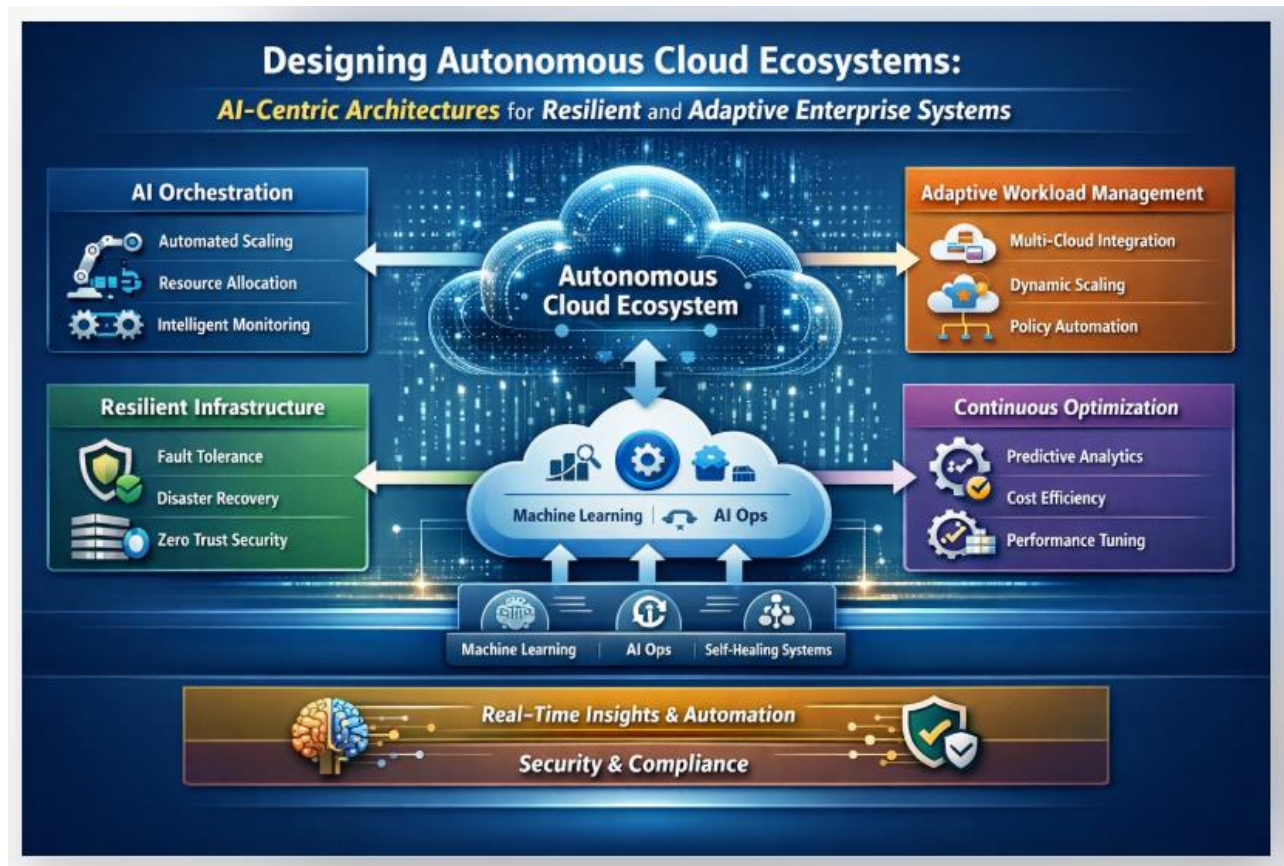 Designing Autonomous Cloud Ecosystems:
AI-Centric Architectures for Resilient and Adaptive Enterprise Systems
AI Orchestration
Automated Scaling
Resource Allocation
Intelligent Monitoring
Resilient Infrastructure
Fault Tolerance
Disaster Recovery
Zero Trust Security
Autonomous
Cloud Ecosystem
Machine Learning
AI Ops
Adaptive Workload Management
Multi-Cloud Integration
Dynamic Scaling
Policy Automation
Continuous Optimization
Predictive Analytics
Cost Efficiency
Performance Tuning
Machine Learning
AI Ops
Self-Healing Systems
Real-Time Insights & Automation
Security & Compliance